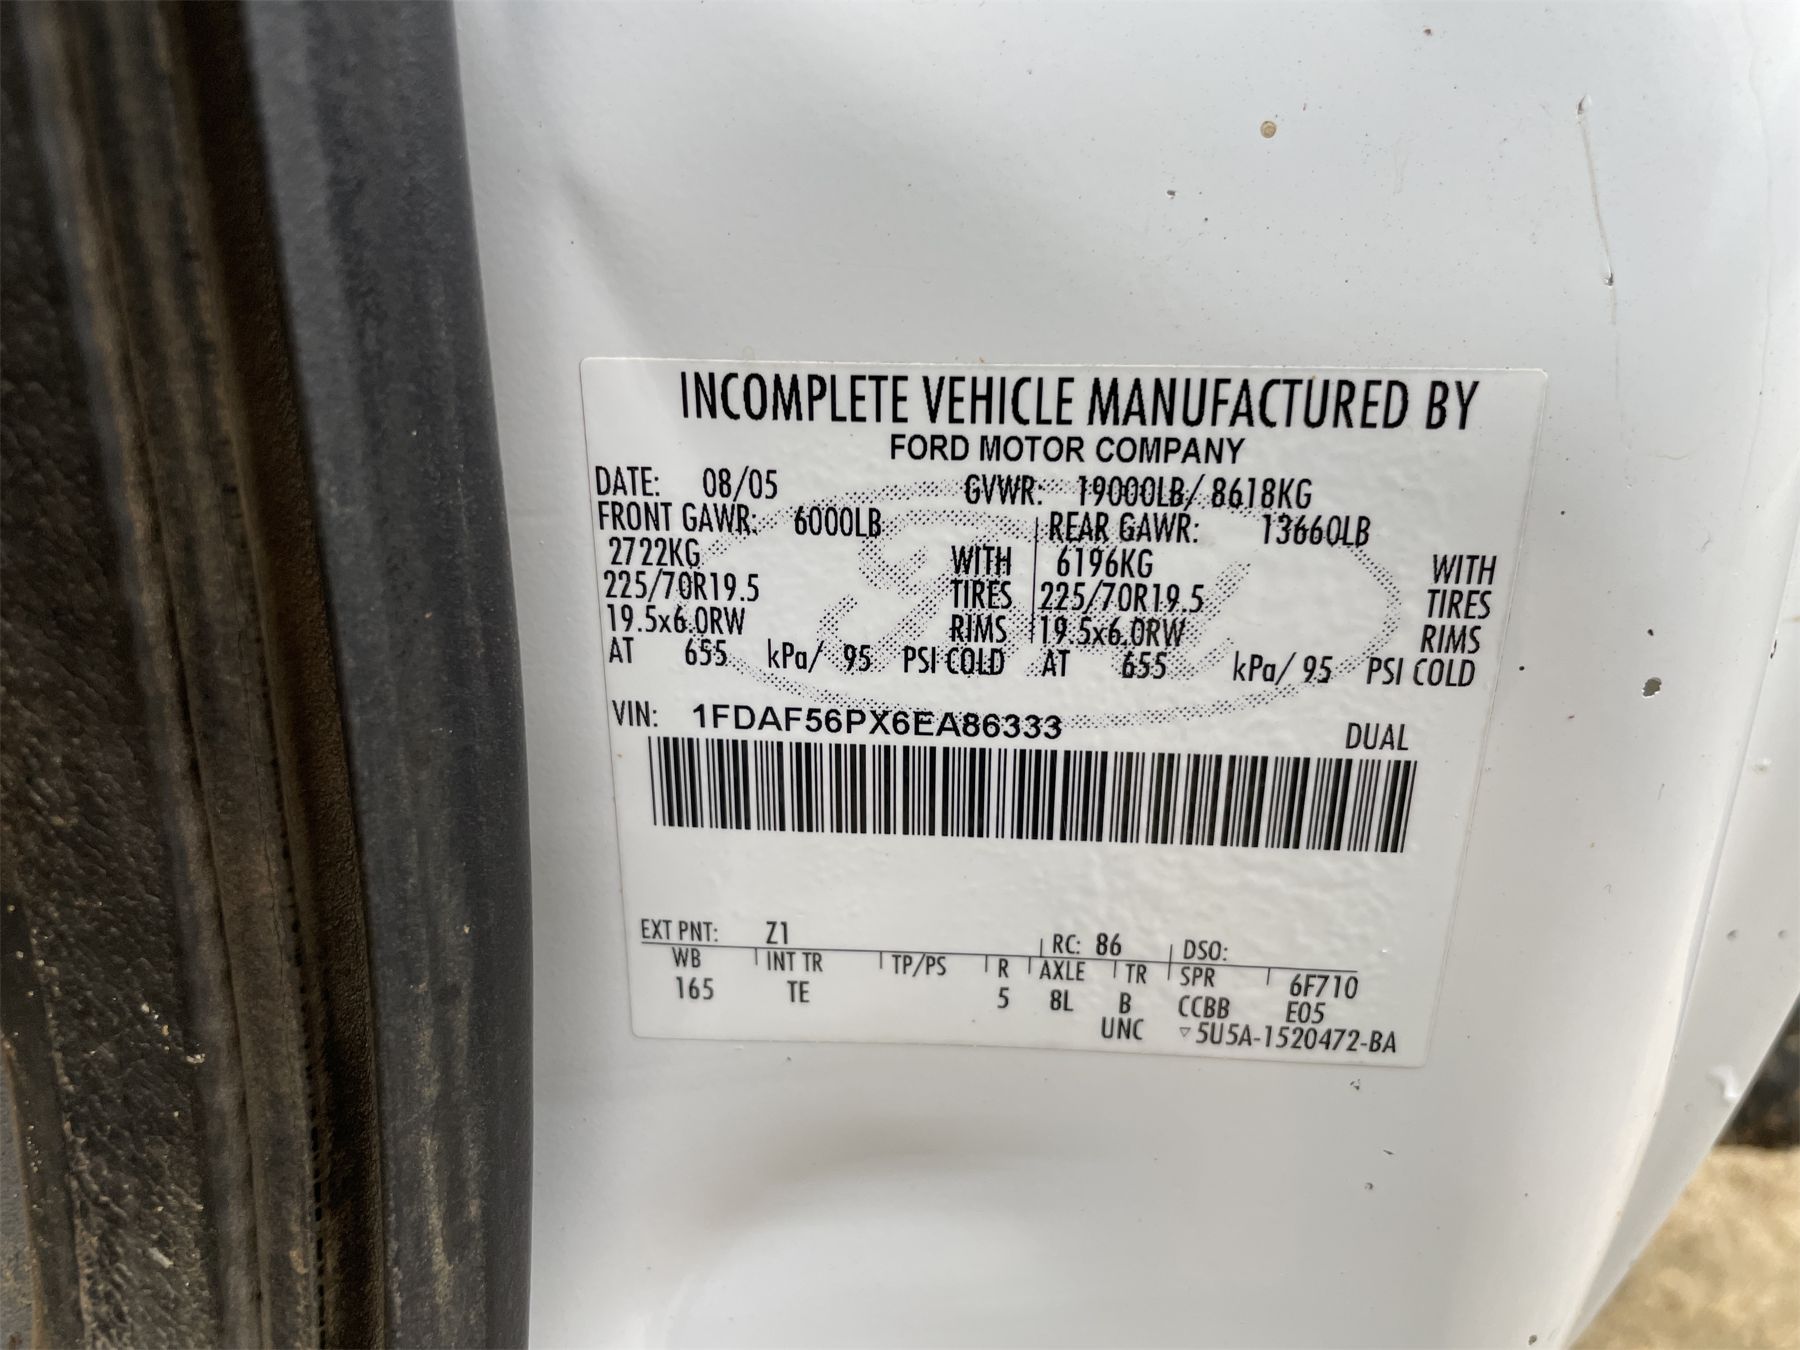 INCOMPLETE VEHICLE MANUFACTURED BY
FORD MOTOR COMPANY
DATE: 08/05 GVWR: 19000LB/ 8618KG
FRONT GAWR: 6000LB REAR GAWR: 13660LB
2722KG WITH 6196KG WITH
225/70R19.5 TIRES 225/70R19.5 TIRES
19.5x6.0RW RIMS 19.5x6.0RW RIMS
AT 655 kPa/ 95 PSI COLD AT 655 kPa/ 95 PSI COLD
VIN: 1FDAF56PX6EA86333 DUAL
EXT PNT: Z1 RC: 86 DSO:
WB INT TR TP/PS R AXLE TR SPR 6F710
165 TE 5 8L B CCBB E05
UNC ▽5U5A-1520472-BA